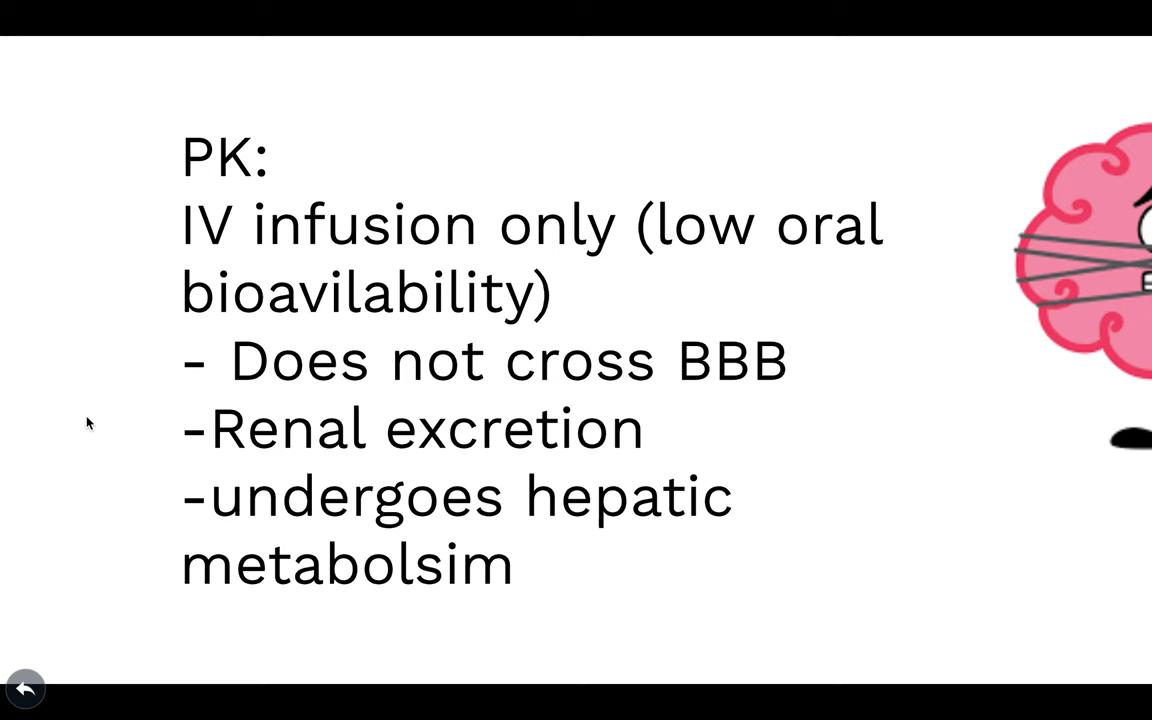 PK:
IV infusion only (low oral
bioavilability)
- Does not cross BBB
-Renal excretion
-undergoes hepatic
metabolsim